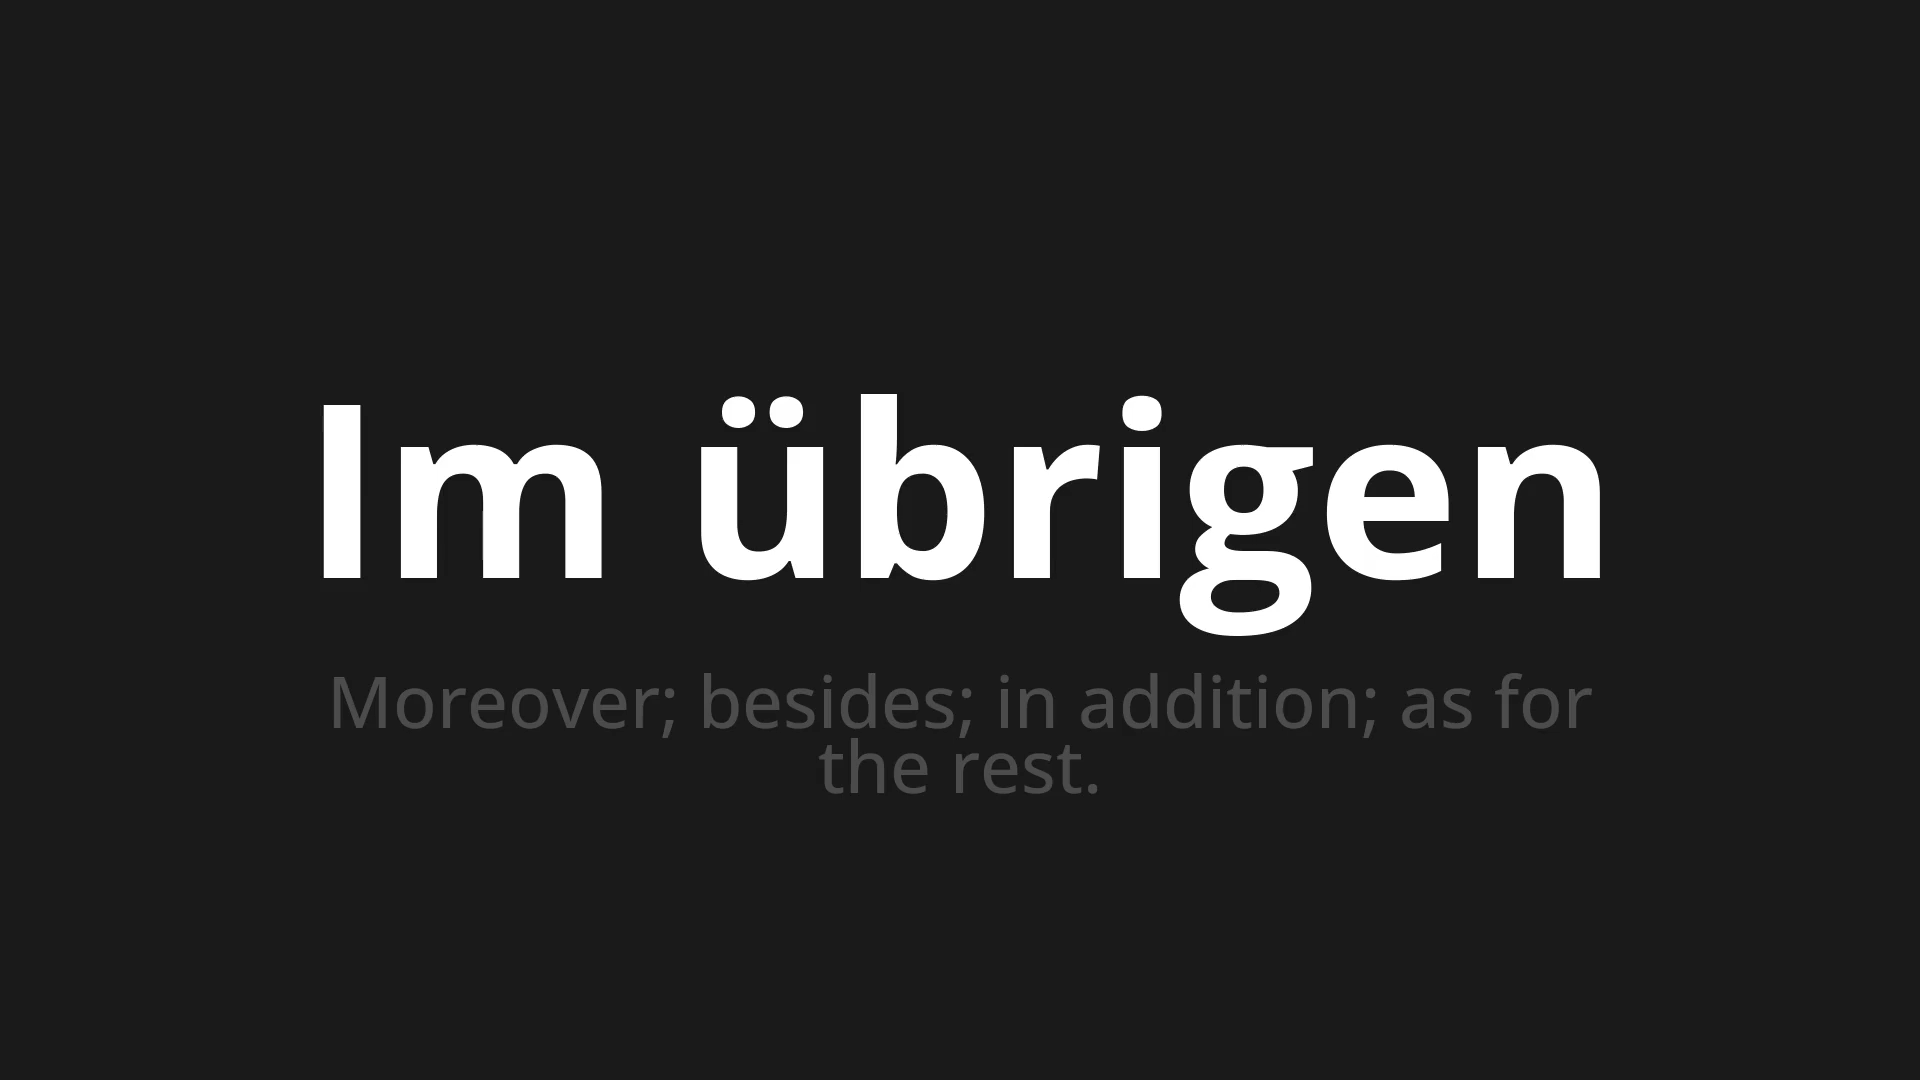 Im übrigen
Moreover; besides; in addition; as for
the rest.